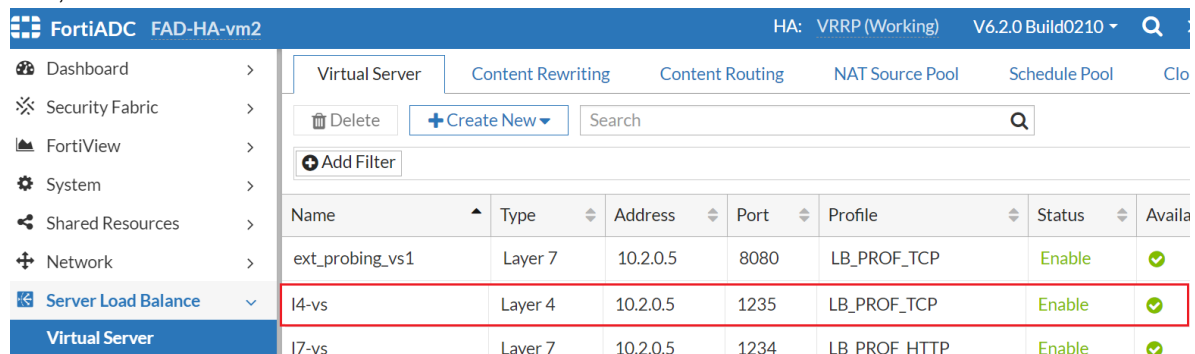 FortiADC FAD-HA-vm2 HA: VRRP (Working) V6.2.0 Build0210
Dashboard
Security Fabric
FortiView
System
Shared Resources
Network
Server Load Balance
Virtual Server
Virtual Server Content Rewriting Content Routing NAT Source Pool Schedule Pool Clo
Delete Create New Search
Add Filter
Name Type Address Port Profile Status Availa
ext_probing_vs1 Layer 7 10.2.0.5 8080 LB_PROF_TCP Enable
l4-vs Layer 4 10.2.0.5 1235 LB_PROF_TCP Enable
l7-vs Layer 7 10.2.0.5 1234 LB_PROF_HTTP Enable